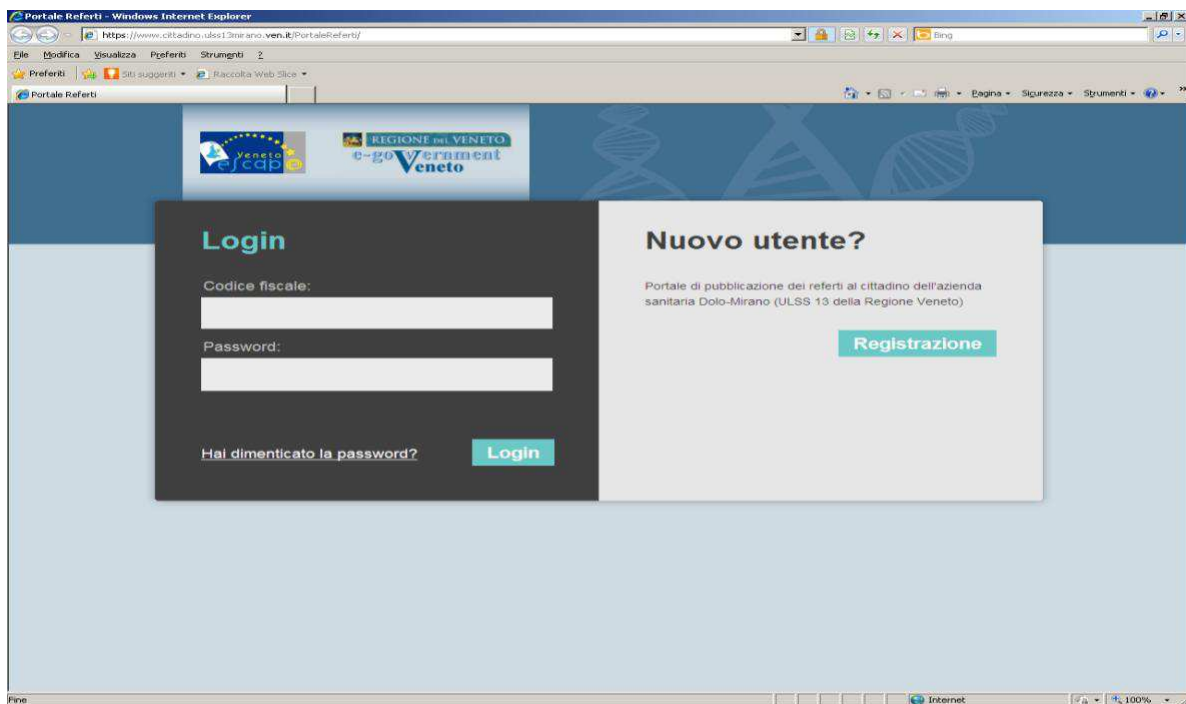 Portale Referti - Windows Internet Explorer
https://www.cittadino.ulss13mirano.ven.it/PortaleReferti/
Bing
File Modifica Visualizza Preferiti Strumenti ?
Preferiti Siti suggeriti Raccolta Web Slice
Portale Referti
Pagina Sicurezza Strumenti
Veneto
escape
REGIONE DEL VENETO
e-government
Veneto
Login
Codice fiscale:
Password:
Hai dimenticato la password?
Login
Nuovo utente?
Portale di pubblicazione dei referti al cittadino dell'azienda
sanitaria Dolo-Mirano (ULSS 13 della Regione Veneto)
Registrazione
Fine
Internet
100%